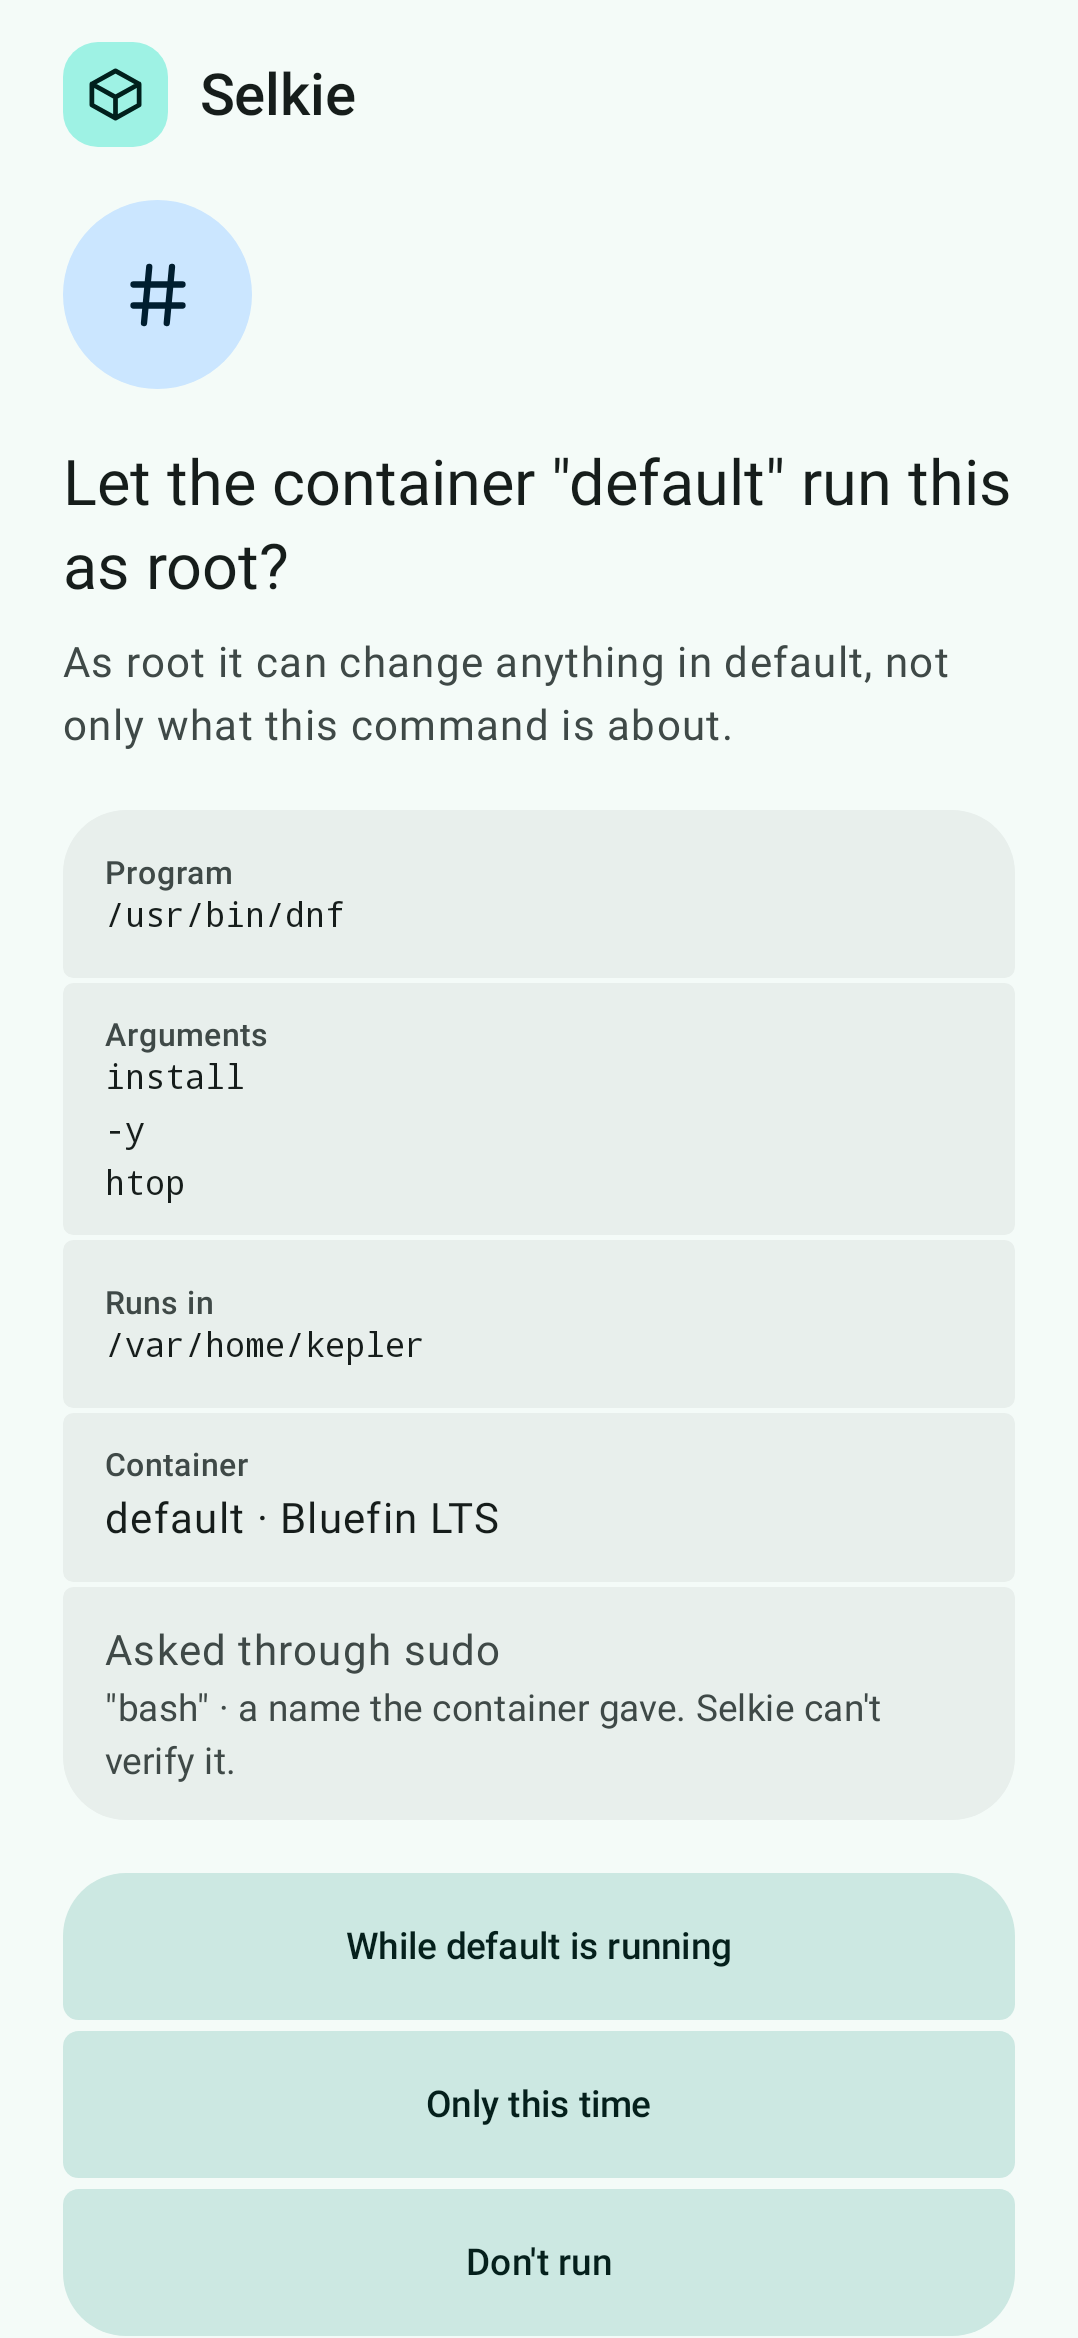 Selkie
#
Let the container "default" run this
as root?
As root it can change anything in default, not
only what this command is about.
Program
/usr/bin/dnf
Arguments
install
-y
htop
Runs in
/var/home/kepler
Container
default · Bluefin LTS
Asked through sudo
"bash" · a name the container gave. Selkie can't
verify it.
While default is running
Only this time
Don't run